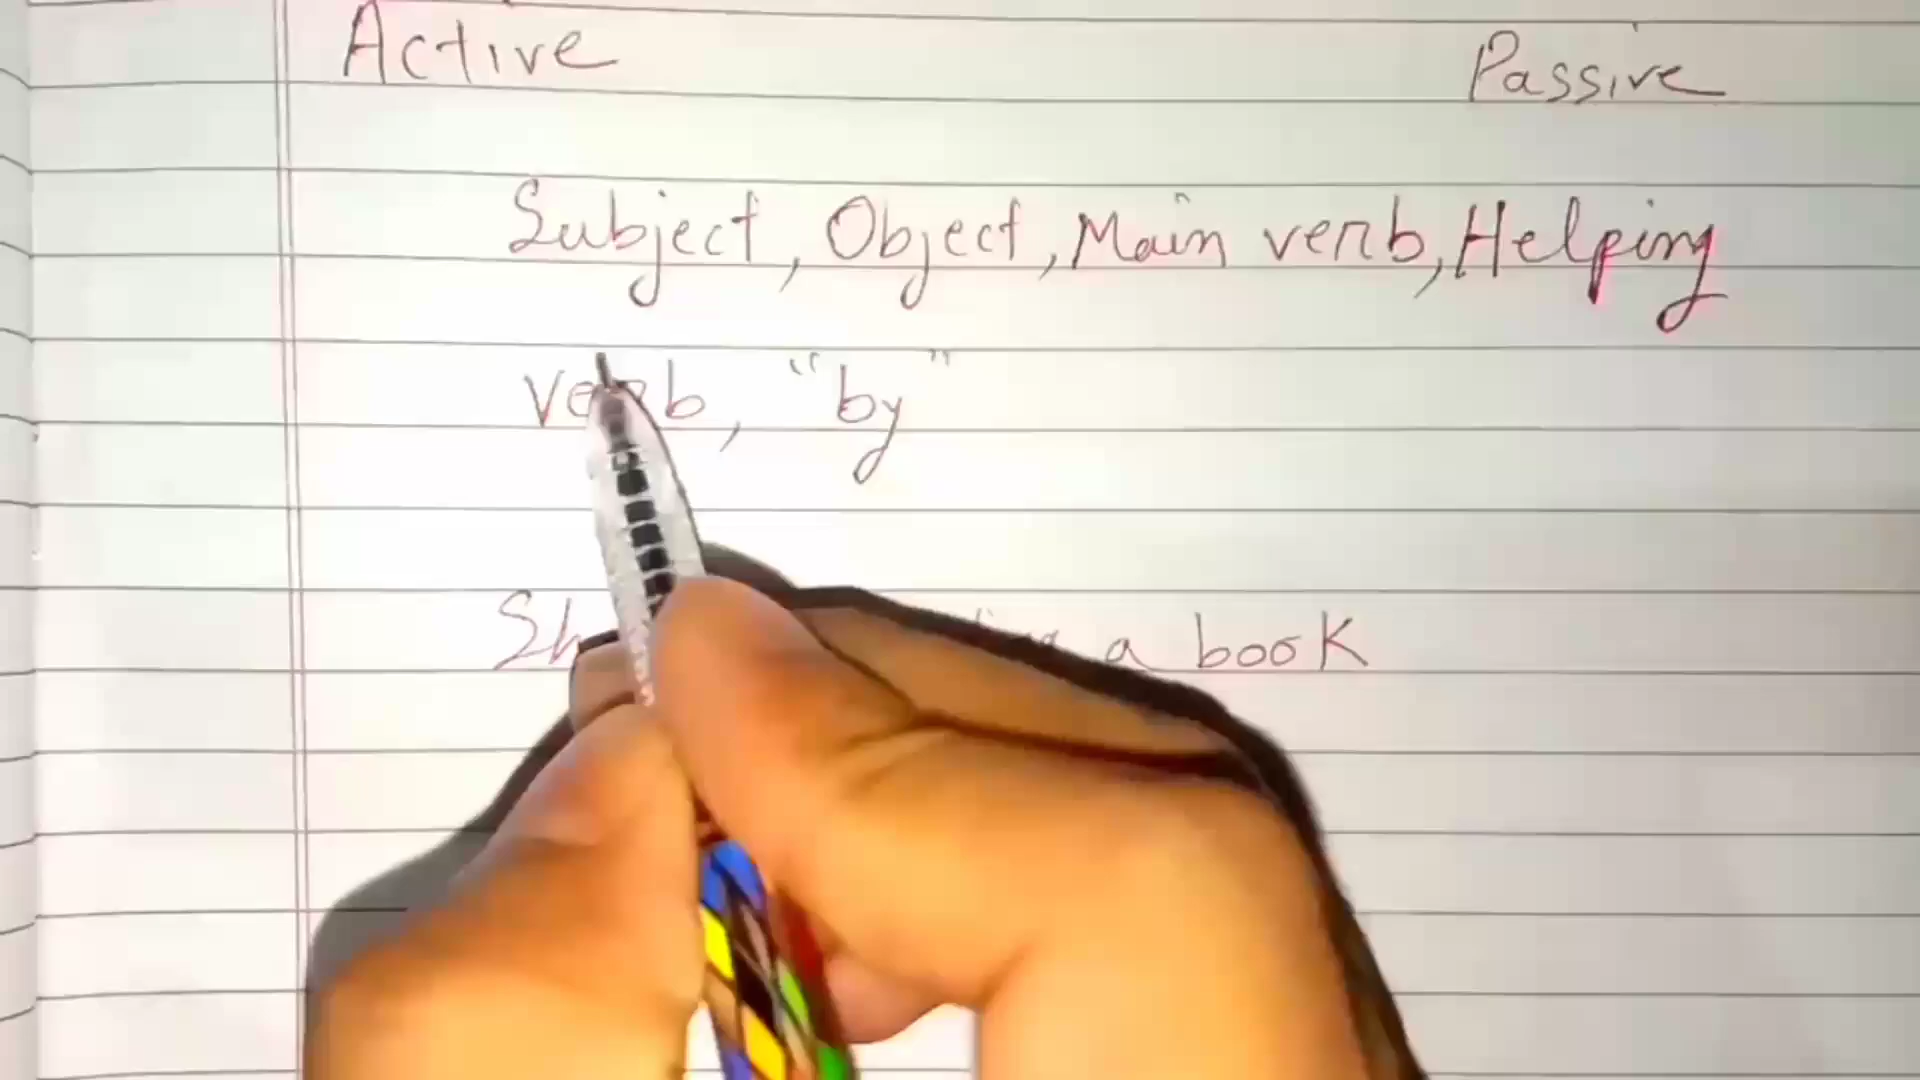 Active Passive
Subject, Object, Main verb, Helping
verb, "by"
a book